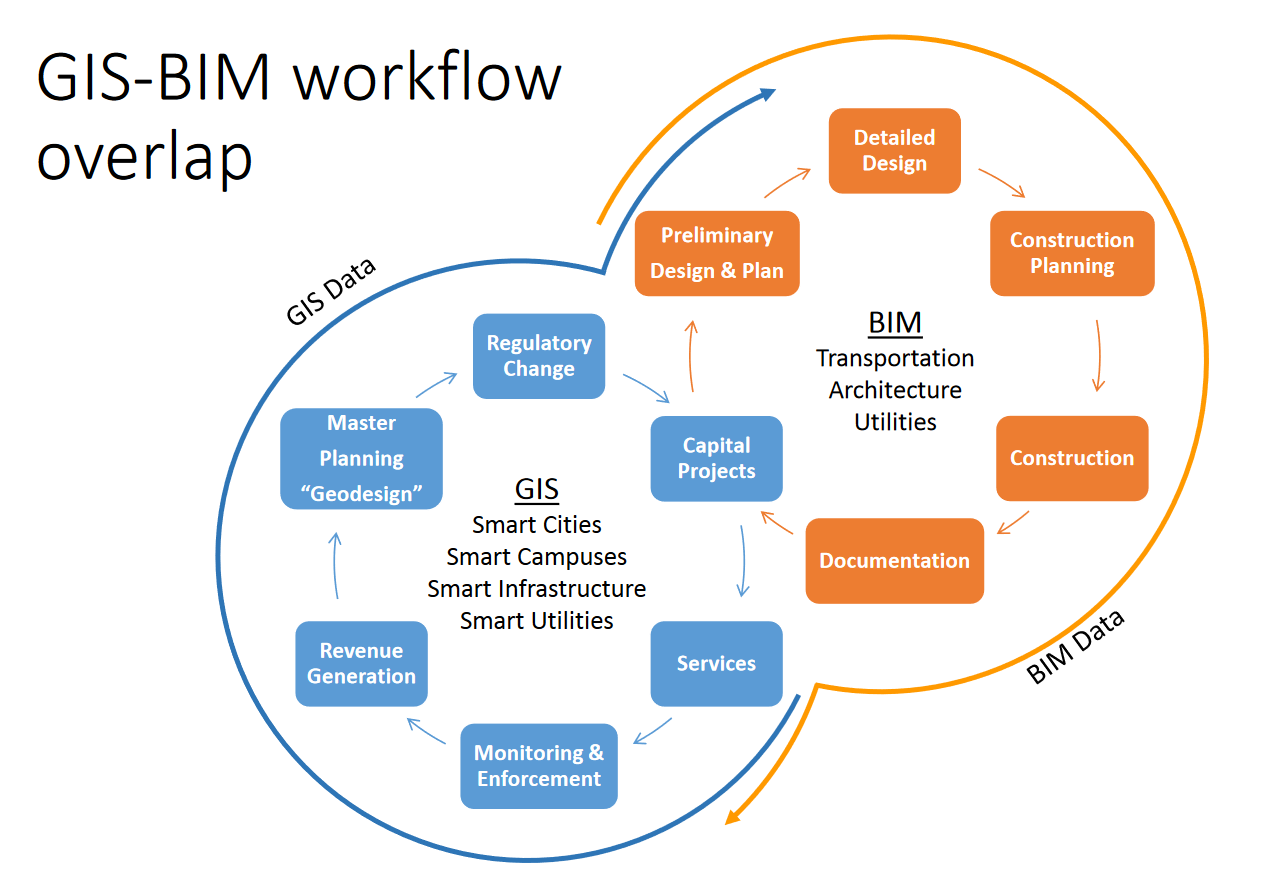 GIS-BIM workflow
overlap
GIS Data
Regulatory
Change
Master
Planning
“Geodesign”
Capital
Projects
GIS
Smart Cities
Smart Campuses
Smart Infrastructure
Smart Utilities
Revenue
Generation
Services
Monitoring &
Enforcement
Detailed
Design
Preliminary
Design & Plan
Construction
Planning
BIM
Transportation
Architecture
Utilities
Construction
Documentation
BIM Data